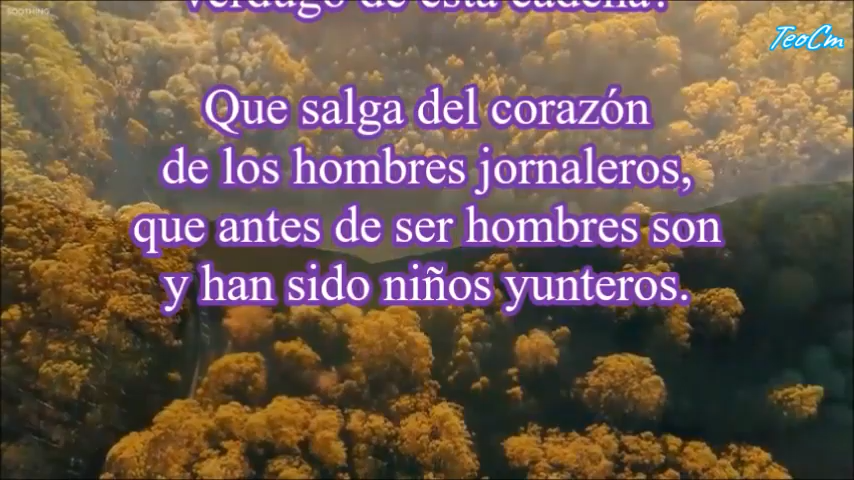 SOOTHING
verdugo de esta cadena?
TeoCm
Que salga del corazón
de los hombres jornaleros,
que antes de ser hombres son
y han sido niños yunteros.